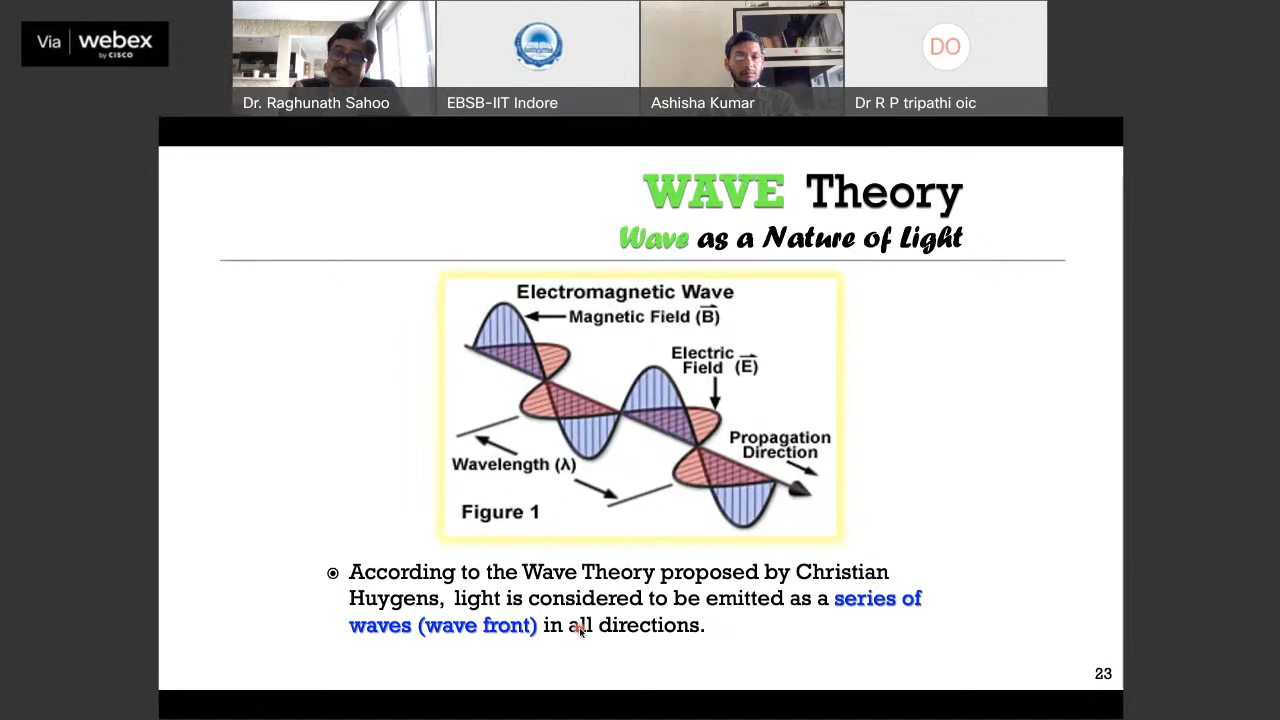 Via webex
by CISCO
Dr. Raghunath Sahoo
EBSB-IIT Indore
Ashisha Kumar
DO
Dr R P tripathi oic
WAVE Theory
Wave as a Nature of Light
Electromagnetic Wave
Magnetic Field (B)
Electric
Field (E)
Propagation
Direction
Wavelength (λ)
Figure 1
According to the Wave Theory proposed by Christian
Huygens, light is considered to be emitted as a series of
waves (wave front) in all directions.
23